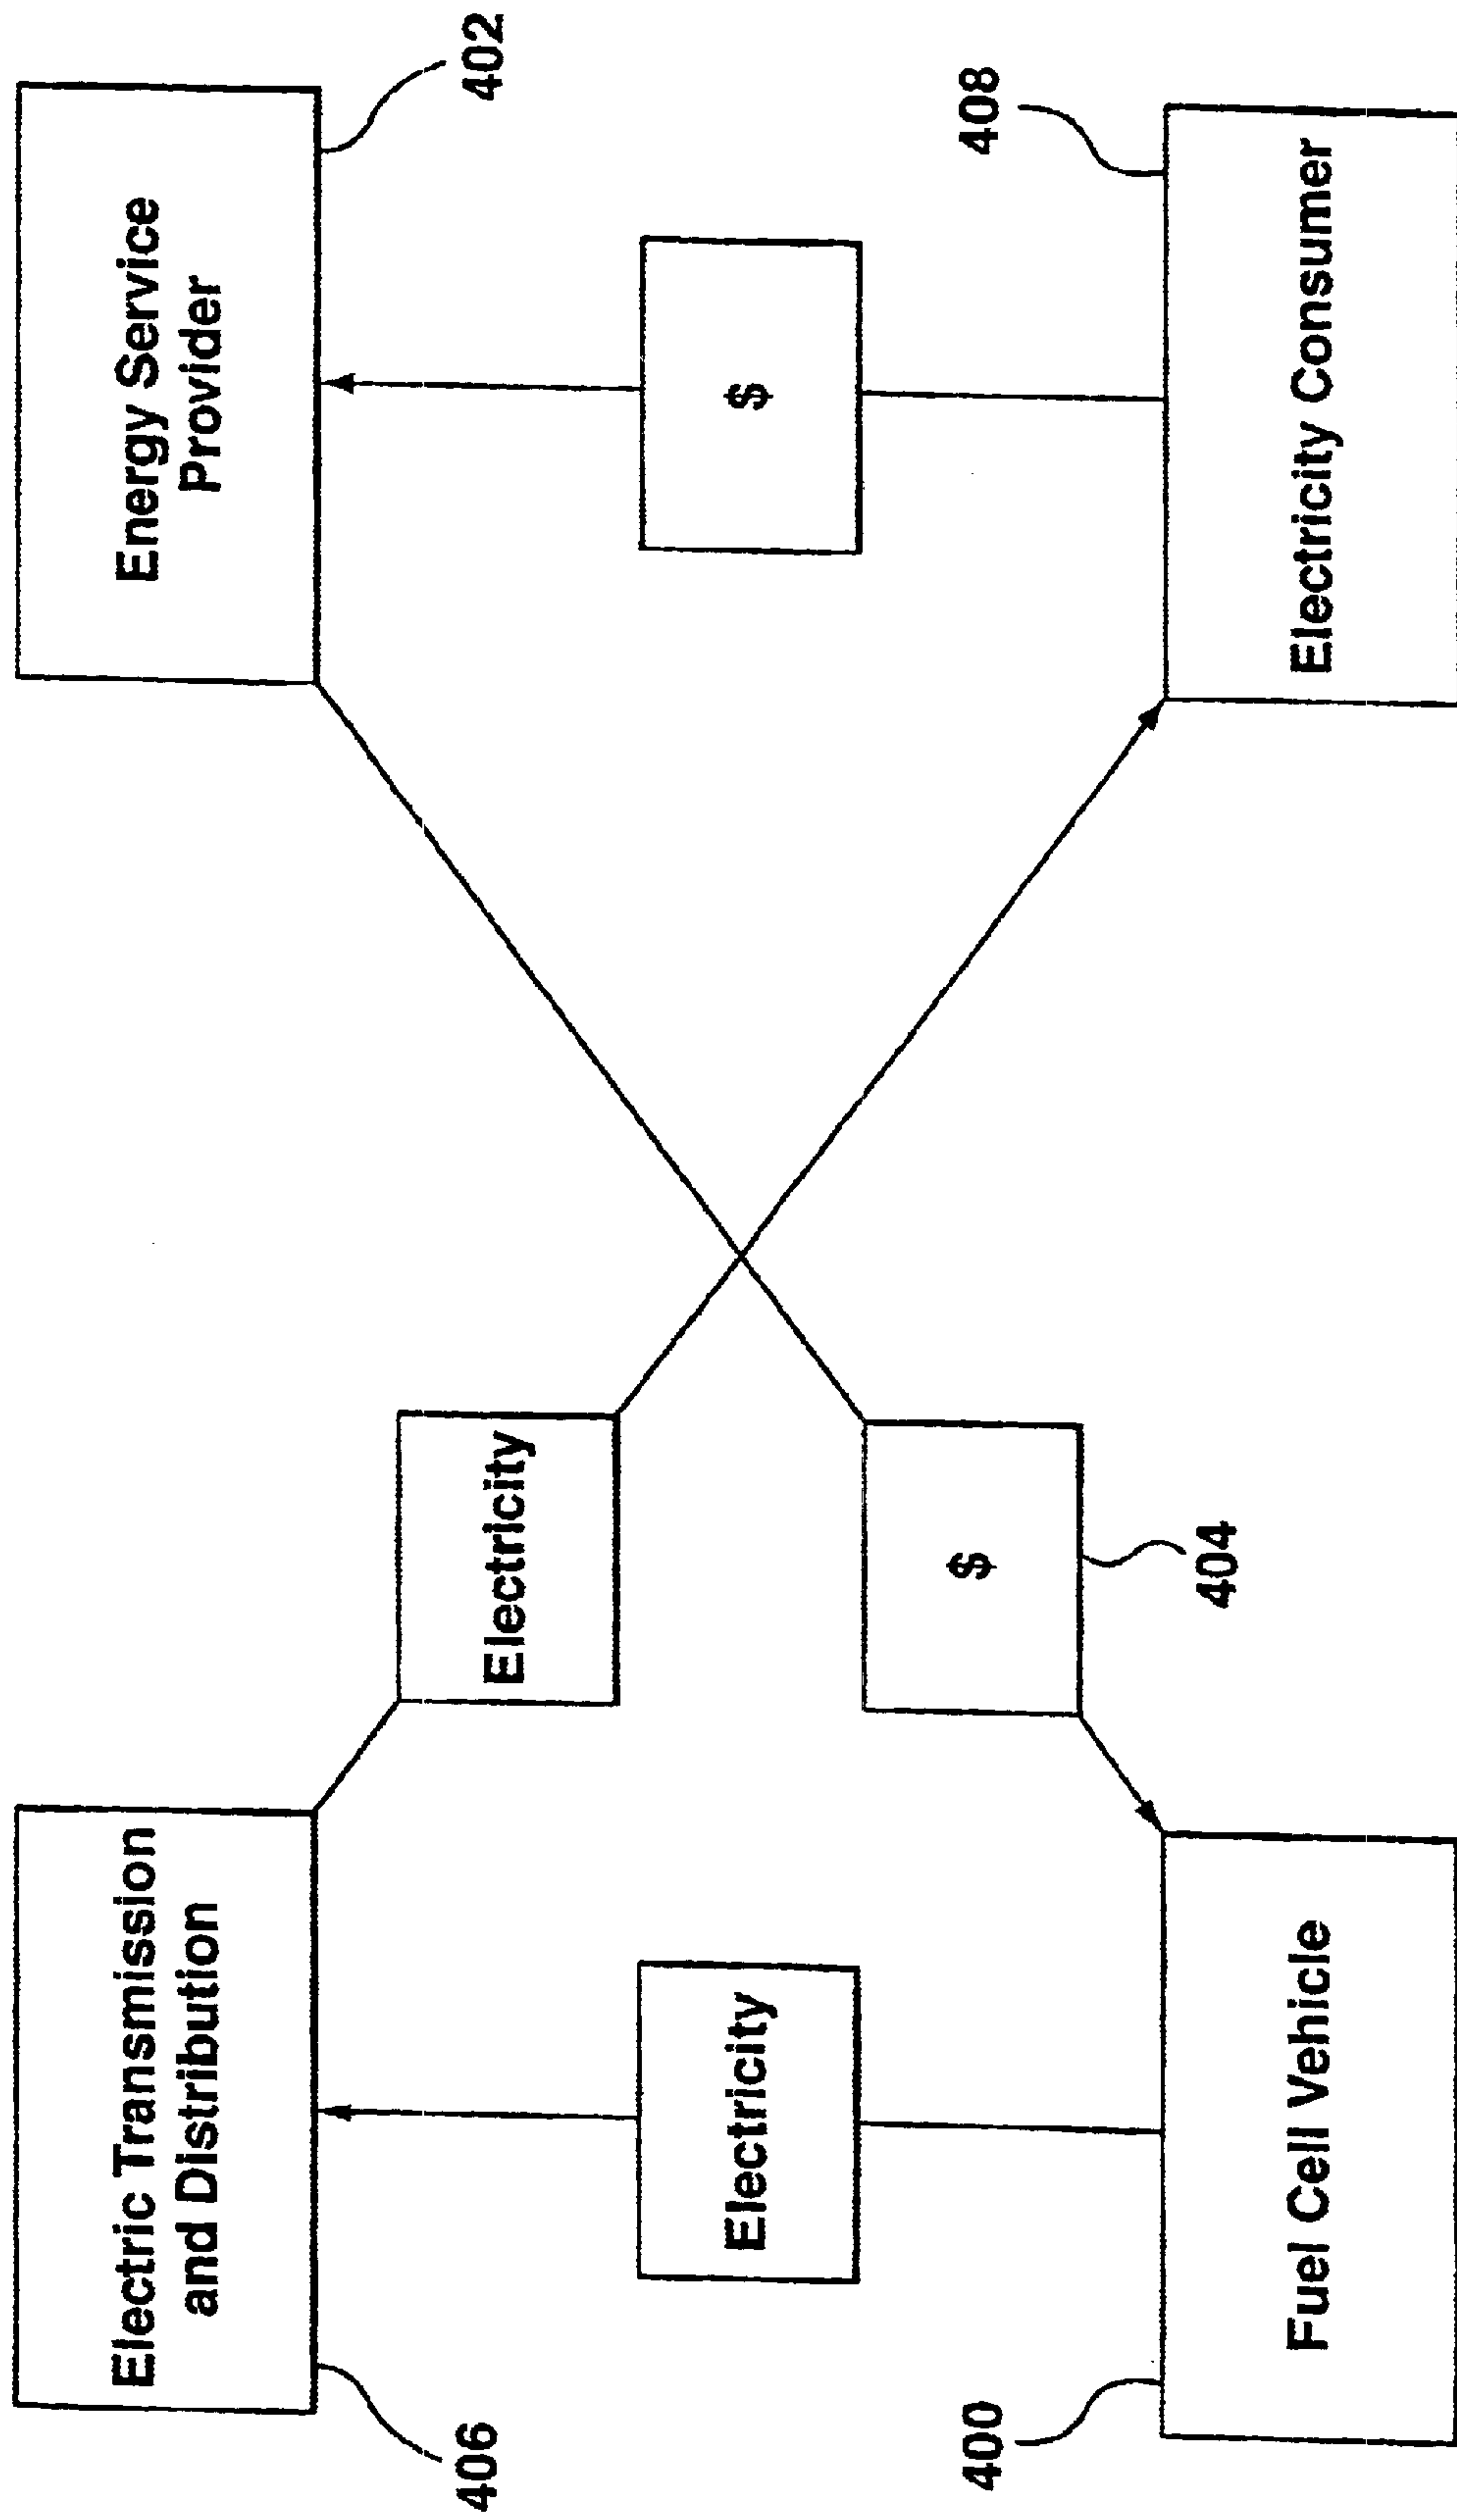 Electric Transmission
and Distribution
Energy Service
Provider
406
402
Electricity
Electricity
$
$
404
400
408
Fuel Cell Vehicle
Electricity Consumer